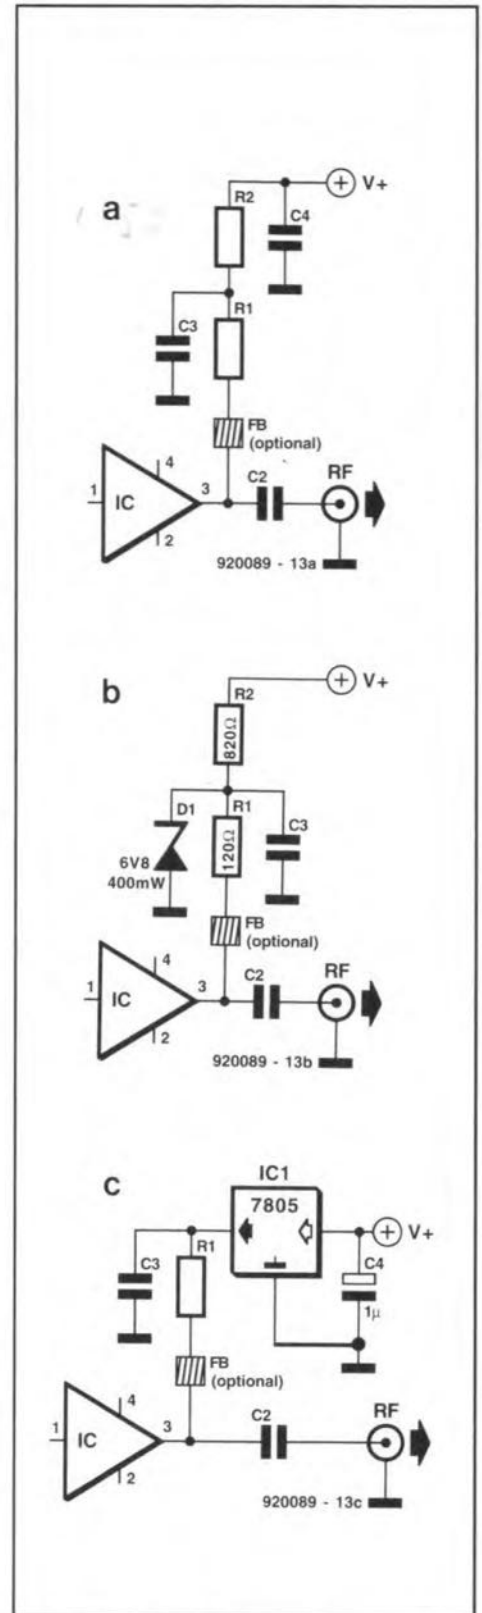 a
V+
R2
C4
C3
R1
FB
(optional)
4
C2
RF
1
IC
3
2
920089 - 13a
b
V+
R2
820Ω
D1
R1
C3
6V8
120Ω
400mW
FB
(optional)
4
C2
RF
1
IC
3
2
920089 - 13b
c
IC1
7805
V+
C3
R1
C4
1µ
FB
(optional)
4
C2
RF
1
IC
3
2
920089 - 13c